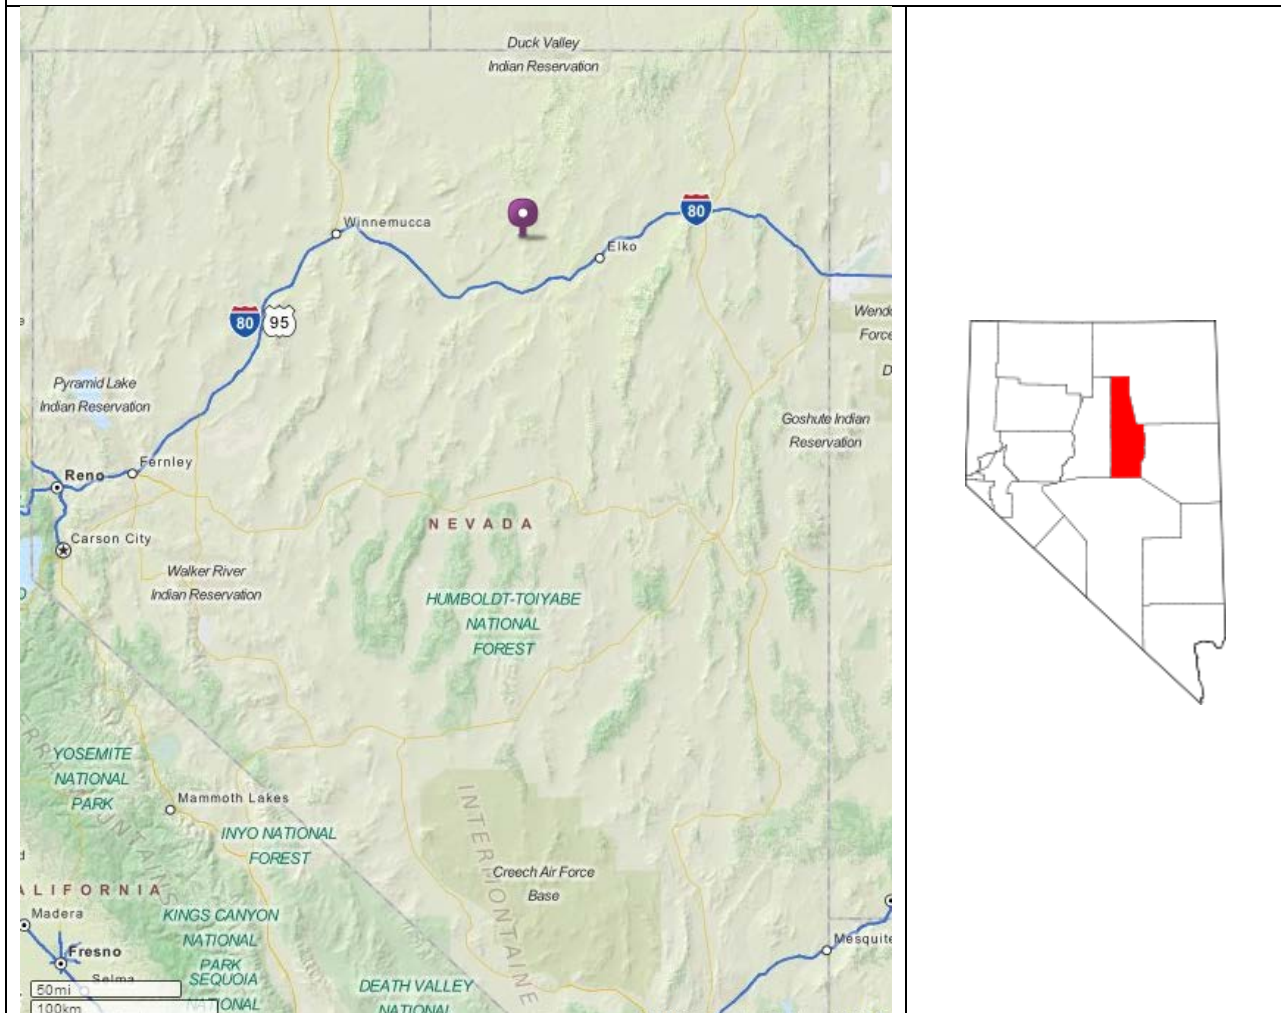 Duck Valley
Indian Reservation
Winnemucca
80
Elko
80
95
Wend
Force
D
Pyramid Lake
Indian Reservation
Goshute Indian
Reservation
Reno
Fernley
NEVADA
Carson City
Walker River
Indian Reservation
HUMBOLDT-TOIYABE
NATIONAL
FOREST
YOSEMITE
NATIONAL
PARK
Mammoth Lakes
INYO NATIONAL
FOREST
INTERMONTAINE
Creech Air Force
Base
ALIFORNIA
Madera
KINGS CANYON
NATIONAL
PARK
Fresno
Mesquite
Selma
SEQUOIA
NATIONAL
DEATH VALLEY
NATIONAL
50mi
100km